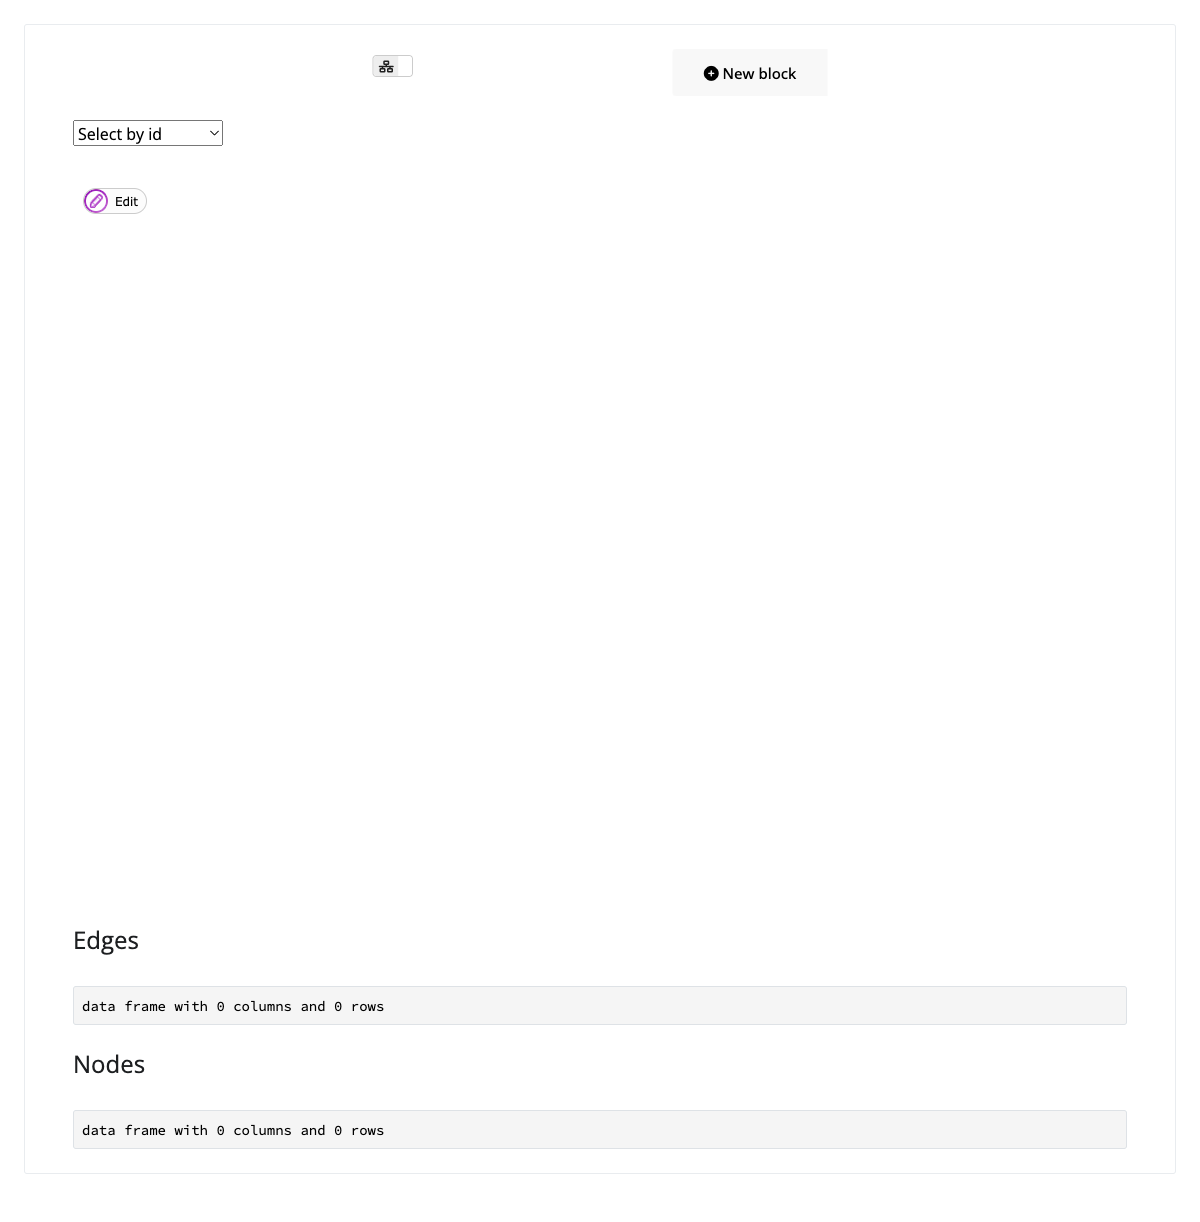 New block
Select by id
Edit
Edges
data frame with 0 columns and 0 rows
Nodes
data frame with 0 columns and 0 rows